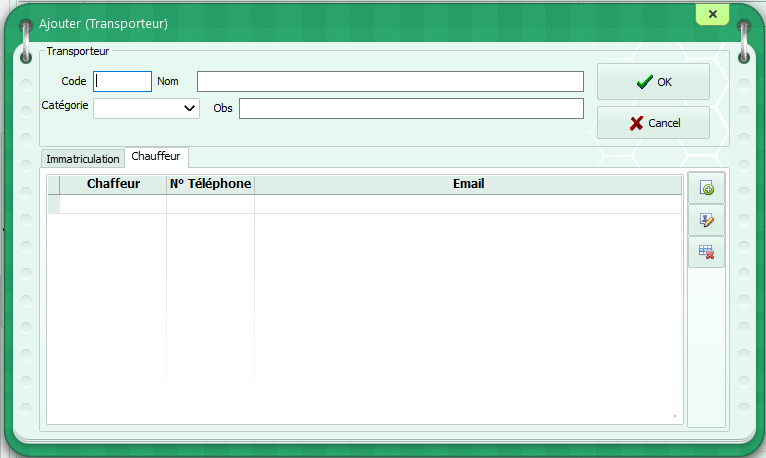 Ajouter (Transporteur)
Transporteur
Code Nom
OK
Catégorie Obs
Cancel
Immatriculation Chauffeur
Chaffeur N° Téléphone Email